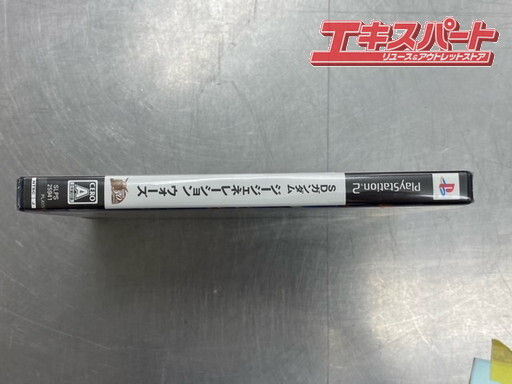 エキスパート
リユース&アウトレットストア
PlayStation.2
SDガンダム ジージェネレーション ウォーズ
CERO
A
SLPS
25941